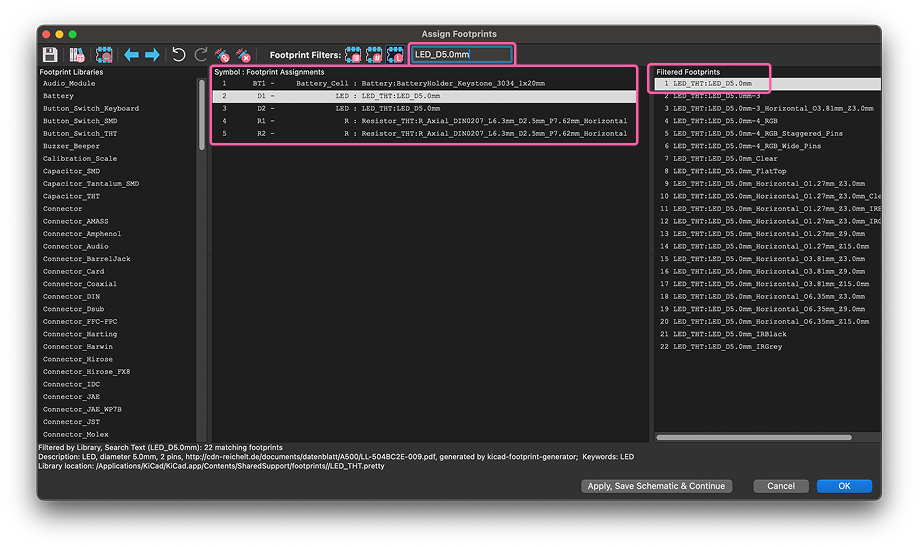 Assign Footprints
Footprint Filters:
LED_D5.0mm
Footprint Libraries
Audio_Module
Battery
Button_Switch_Keyboard
Button_Switch_SMD
Button_Switch_THT
Buzzer_Beeper
Calibration_Scale
Capacitor_SMD
Capacitor_Tantalum_SMD
Capacitor_THT
Connector
Connector_AMASS
Connector_Amphenol
Connector_Audio
Connector_BarrelJack
Connector_Card
Connector_Coaxial
Connector_DIN
Connector_Dsub
Connector_FFC-FPC
Connector_Harting
Connector_Harwin
Connector_Hirose
Connector_Hirose_FX8
Connector_IDC
Connector_JAE
Connector_JAE_WP7B
Connector_JST
Connector_Molex
Symbol : Footprint Assignments
1 BT1 - Battery_Cell : Battery:BatteryHolder_Keystone_3034_1x20mm
2 D1 - LED : LED_THT:LED_D5.0mm
3 D2 - LED : LED_THT:LED_D5.0mm
4 R1 - R : Resistor_THT:R_Axial_DIN0207_L6.3mm_D2.5mm_P7.62mm_Horizontal
5 R2 - R : Resistor_THT:R_Axial_DIN0207_L6.3mm_D2.5mm_P7.62mm_Horizontal
Filtered Footprints
1 LED_THT:LED_D5.0mm
2 LED_THT:LED_D5.0mm-3
3 LED_THT:LED_D5.0mm-3_Horizontal_O3.81mm_Z3.0mm
4 LED_THT:LED_D5.0mm-4_RGB
5 LED_THT:LED_D5.0mm-4_RGB_Staggered_Pins
6 LED_THT:LED_D5.0mm-4_RGB_Wide_Pins
7 LED_THT:LED_D5.0mm_Clear
8 LED_THT:LED_D5.0mm_FlatTop
9 LED_THT:LED_D5.0mm_Horizontal_O1.27mm_Z3.0mm
10 LED_THT:LED_D5.0mm_Horizontal_O1.27mm_Z3.0mm_Cle
11 LED_THT:LED_D5.0mm_Horizontal_O1.27mm_Z3.0mm_IRB
12 LED_THT:LED_D5.0mm_Horizontal_O1.27mm_Z3.0mm_IRG
13 LED_THT:LED_D5.0mm_Horizontal_O1.27mm_Z9.0mm
14 LED_THT:LED_D5.0mm_Horizontal_O1.27mm_Z15.0mm
15 LED_THT:LED_D5.0mm_Horizontal_O3.81mm_Z3.0mm
16 LED_THT:LED_D5.0mm_Horizontal_O3.81mm_Z9.0mm
17 LED_THT:LED_D5.0mm_Horizontal_O3.81mm_Z15.0mm
18 LED_THT:LED_D5.0mm_Horizontal_O6.35mm_Z3.0mm
19 LED_THT:LED_D5.0mm_Horizontal_O6.35mm_Z9.0mm
20 LED_THT:LED_D5.0mm_Horizontal_O6.35mm_Z15.0mm
21 LED_THT:LED_D5.0mm_IRBlack
22 LED_THT:LED_D5.0mm_IRGrey
Filtered by Library, Search Text (LED_D5.0mm): 22 matching footprints
Description: LED, diameter 5.0mm, 2 pins, http://cdn-reichelt.de/documents/datenblatt/A500/LL-504BC2E-009.pdf, generated by kicad-footprint-generator; Keywords: LED
Library location: /Applications/KiCad/KiCad.app/Contents/SharedSupport/footprints//LED_THT.pretty
Apply, Save Schematic & Continue
Cancel
OK